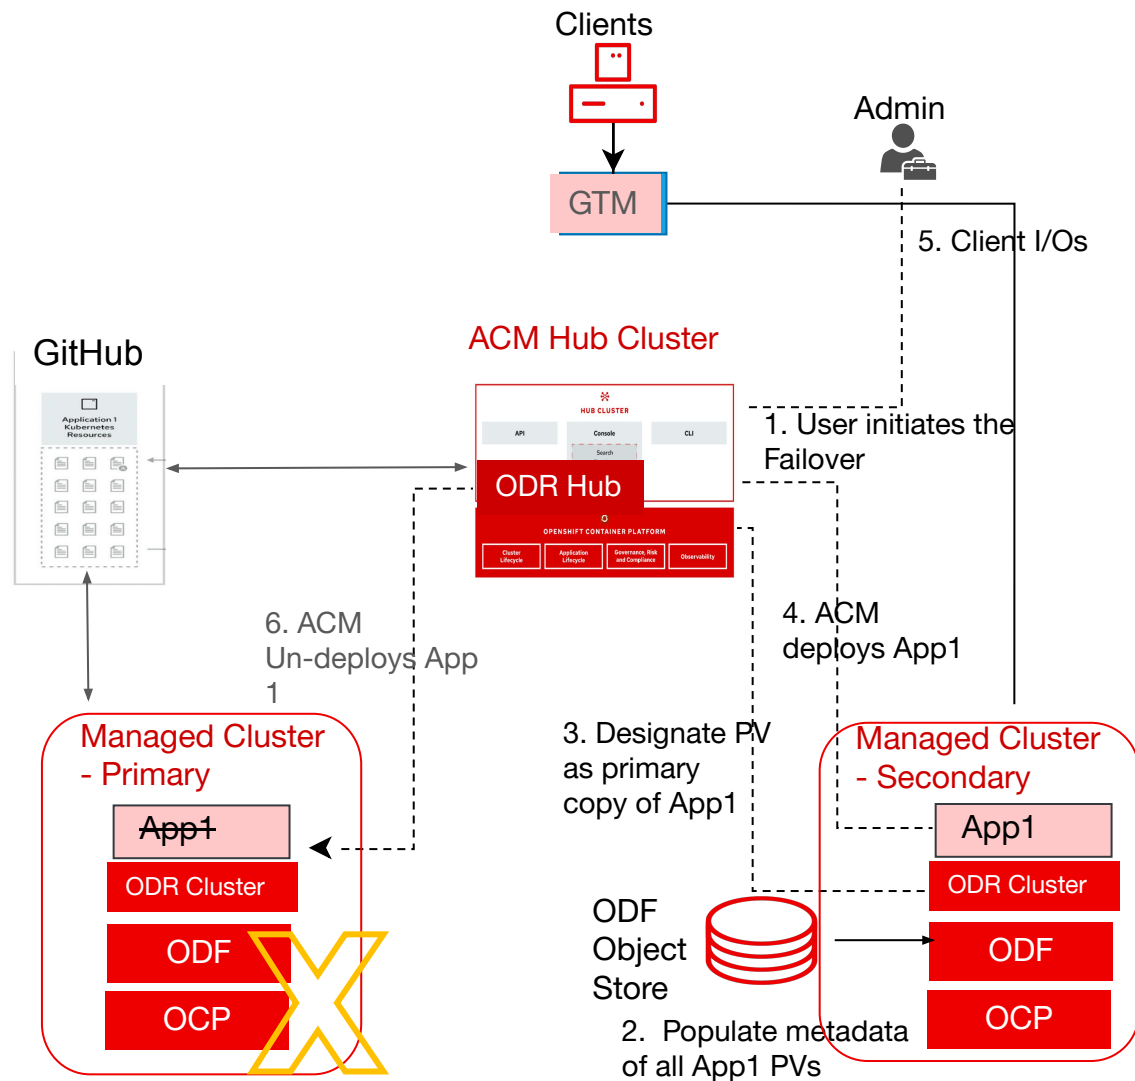 Clients
Admin
GTM
5. Client I/Os
ACM Hub Cluster
GitHub
Application 1
Kubernetes
Resources
HUB CLUSTER
API
Console
CLI
Search
ODR Hub
OPENSHIFT CONTAINER PLATFORM
Cluster
Lifecycle
Application
Lifecycle
Governance, Risk
and Compliance
Observability
1. User initiates the
Failover
6. ACM
Un-deploys App
1
4. ACM
deploys App1
3. Designate PV
as primary
copy of App1
Managed Cluster
- Primary
App1
ODR Cluster
ODF
OCP
X
Managed Cluster
- Secondary
App1
ODR Cluster
ODF
OCP
ODF
Object
Store
2. Populate metadata
of all App1 PVs